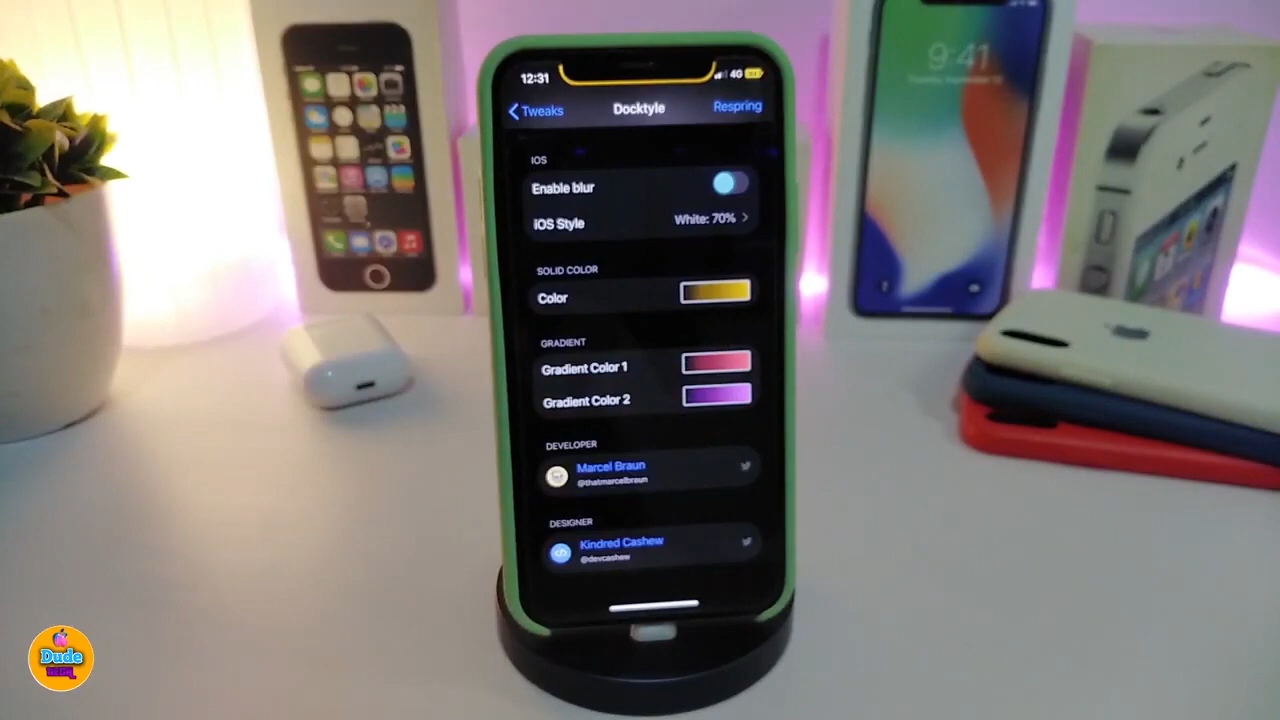 12:31
4G
Tweaks
Docktyle
Respring
IOS
Enable blur
iOS Style
White: 70%
SOLID COLOR
Color
GRADIENT
Gradient Color 1
Gradient Color 2
DEVELOPER
Marcel Braun
@thatmarcelbraun
DESIGNER
Kindred Cashew
@devcashew
9:41
Dude
TECH